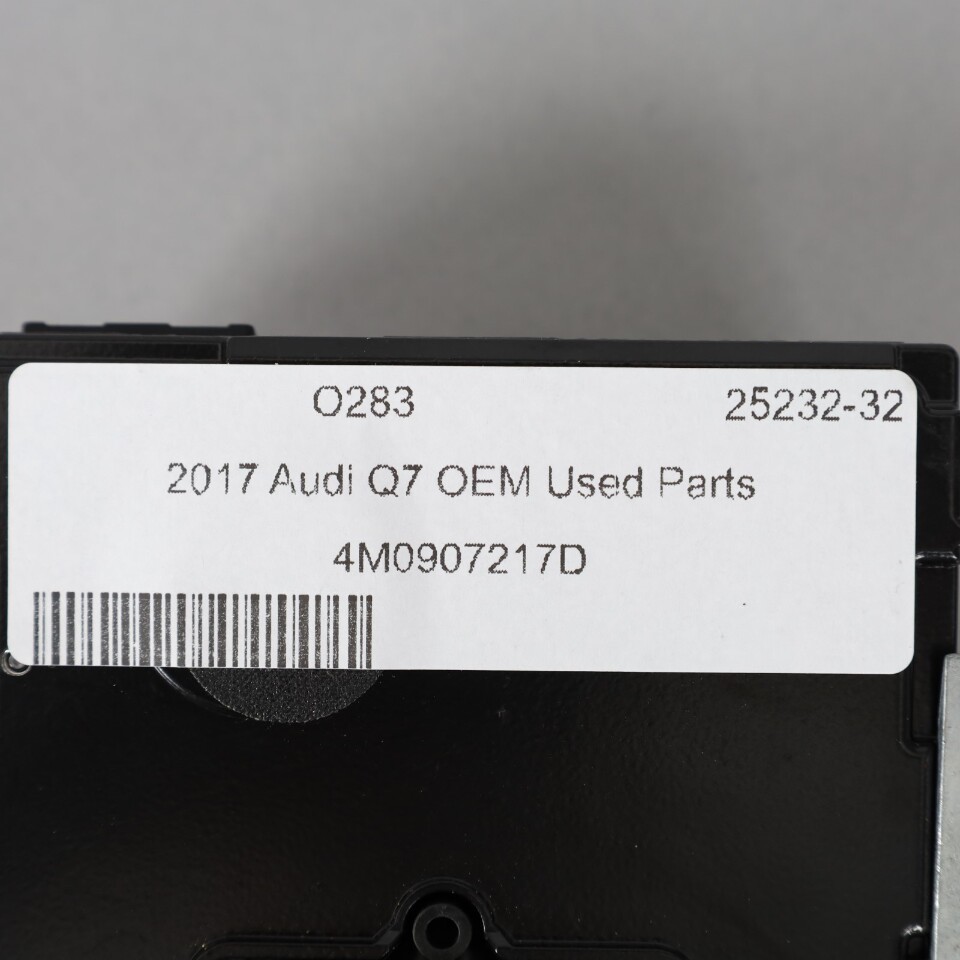 O283 25232-32
2017 Audi Q7 OEM Used Parts
4M0907217D